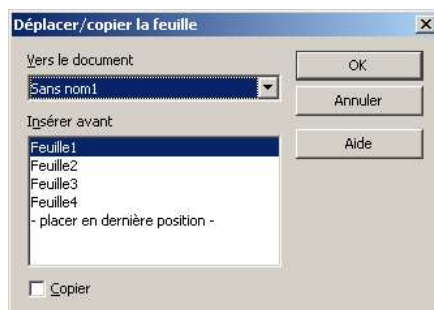 Déplacer/copier la feuille
Vers le document
Sans nom1
Insérer avant
Feuille1
Feuille2
Feuille3
Feuille4
- placer en dernière position -
Copier
OK
Annuler
Aide